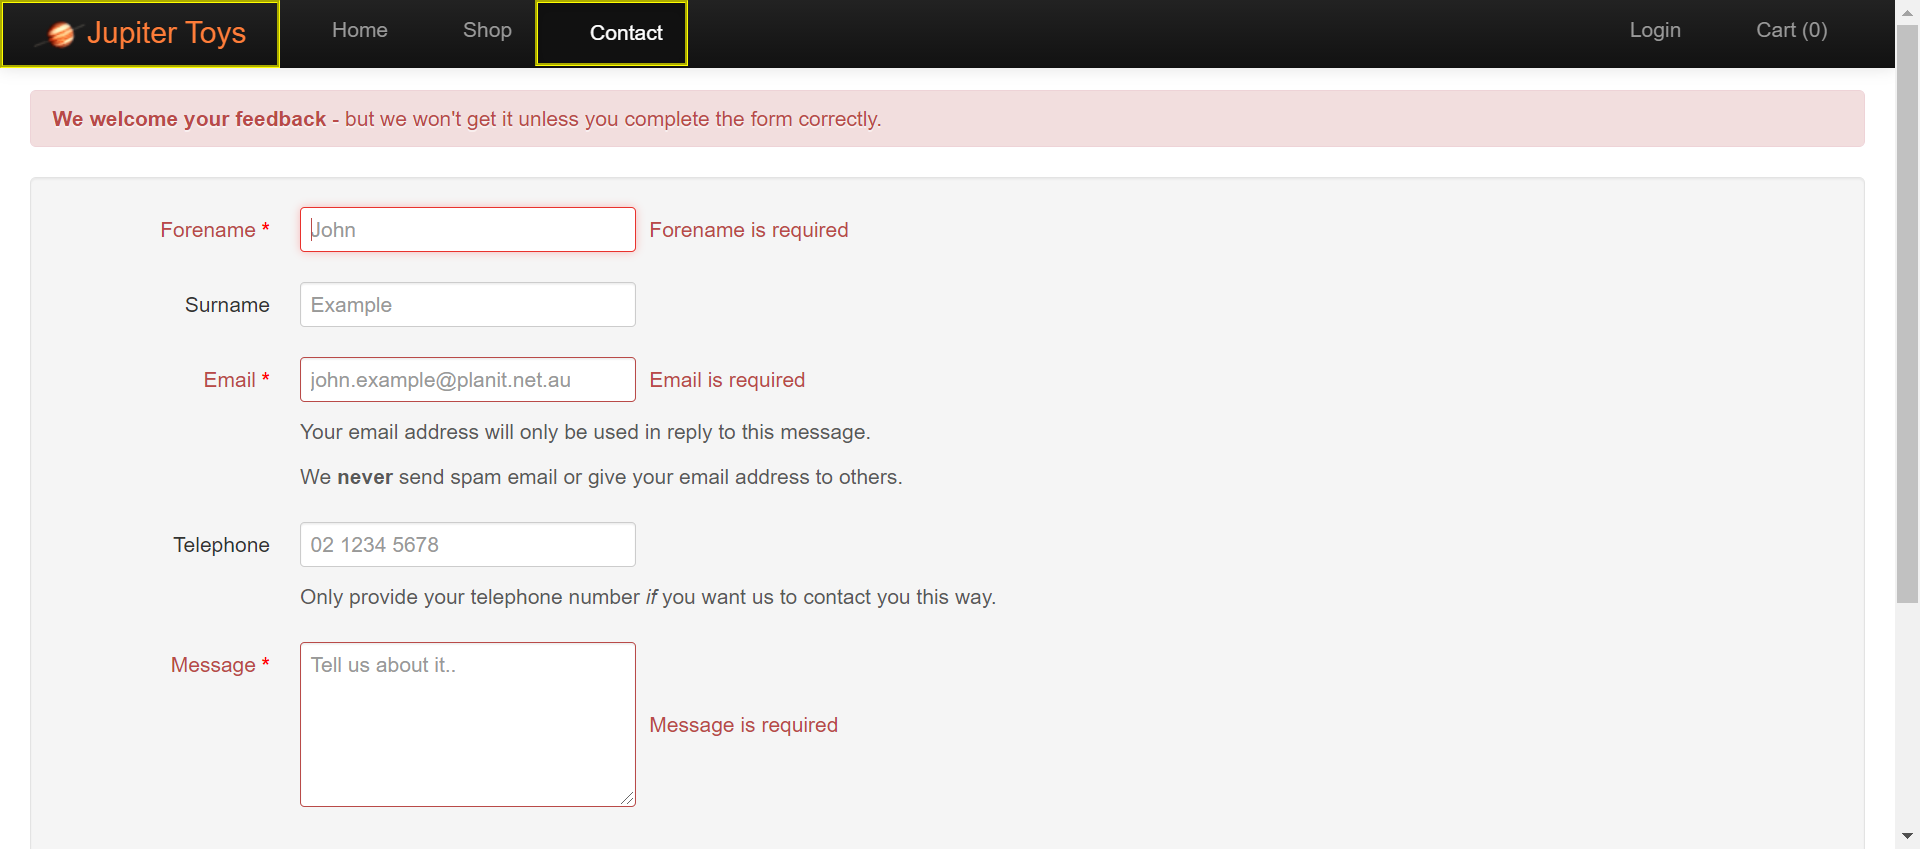 Jupiter Toys Home Shop Contact Login Cart (0)
We welcome your feedback - but we won't get it unless you complete the form correctly.
Forename * John Forename is required
Surname Example
Email * john.example@planit.net.au Email is required
Your email address will only be used in reply to this message.
We never send spam email or give your email address to others.
Telephone 02 1234 5678
Only provide your telephone number if you want us to contact you this way.
Message * Tell us about it..
Message is required